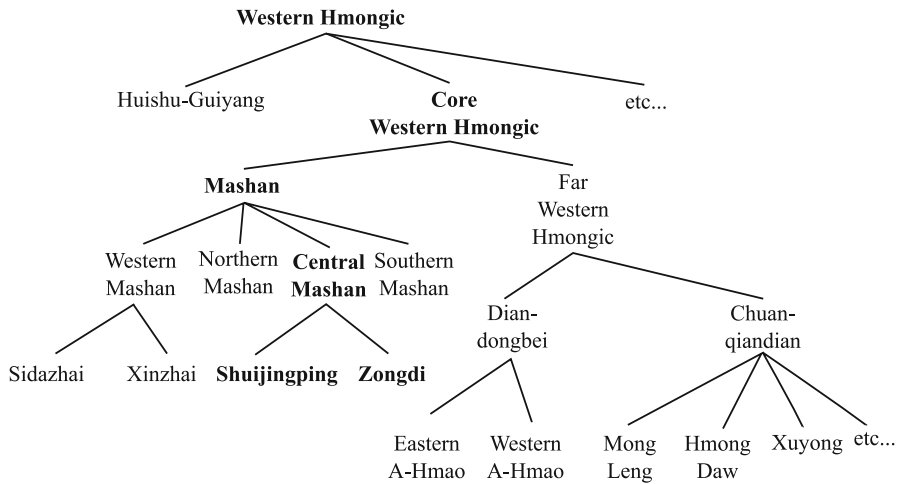 Western Hmongic
Huishu-Guiyang
Core
Western Hmongic
etc...
Mashan
Far
Western
Hmongic
Western
Mashan
Northern
Mashan
Central
Mashan
Southern
Mashan
Dian-
dongbei
Chuan-
qiandian
Sidazhai
Xinzhai
Shuijingping
Zongdi
Eastern
A-Hmao
Western
A-Hmao
Mong
Leng
Hmong
Daw
Xuyong
etc...